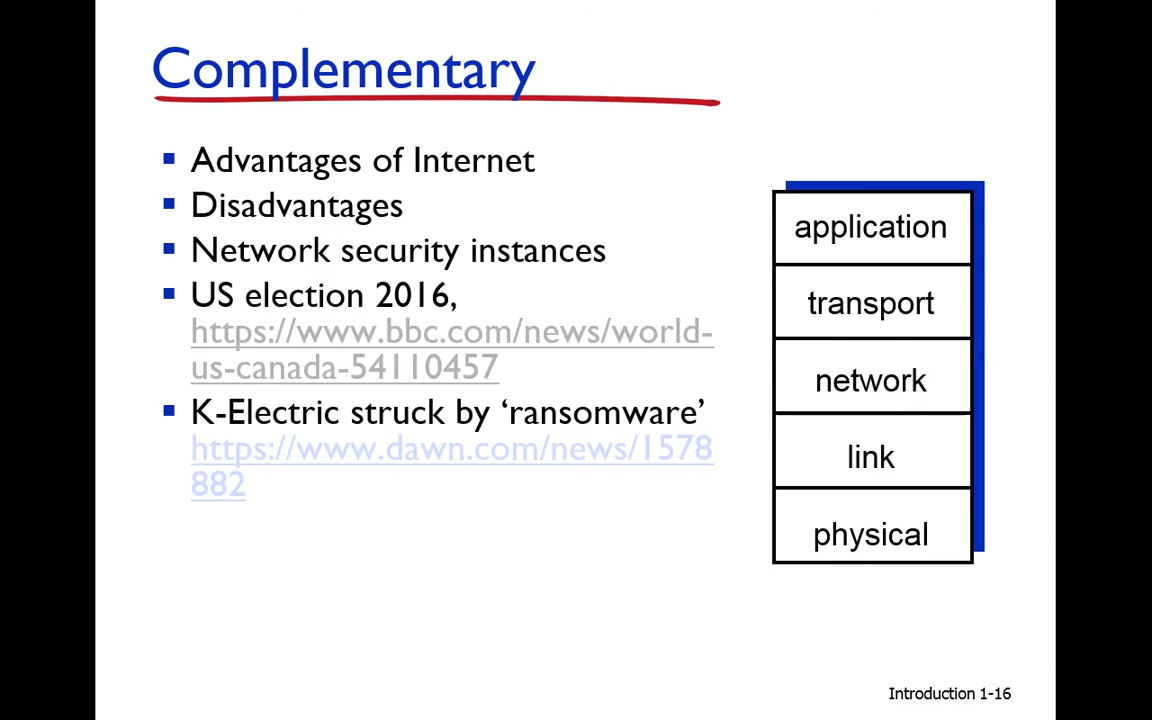 Complementary
▪ Advantages of Internet
▪ Disadvantages
▪ Network security instances
▪ US election 2016,
https://www.bbc.com/news/world-
us-canada-54110457
▪ K-Electric struck by ‘ransomware’
https://www.dawn.com/news/1578
882
application
transport
network
link
physical
Introduction 1-16